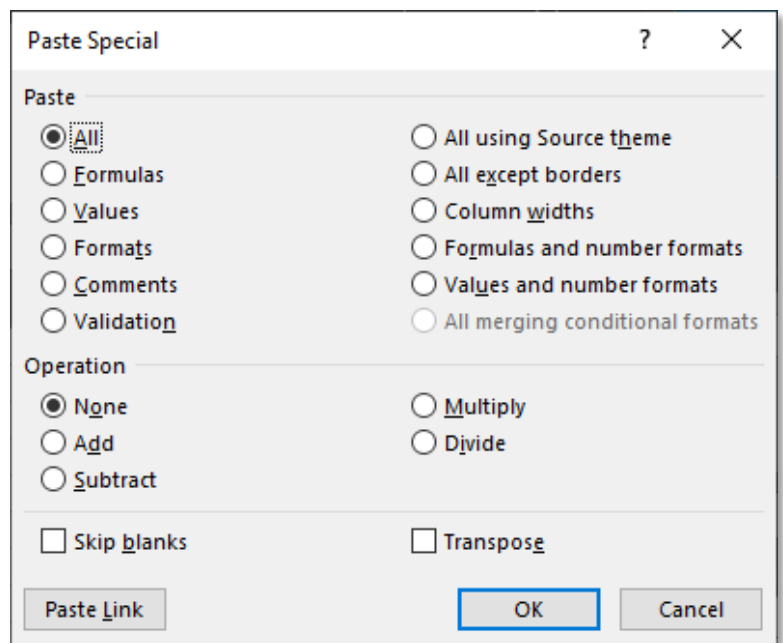 Paste Special ?
Paste
All All using Source theme
Formulas All except borders
Values Column widths
Formats Formulas and number formats
Comments Values and number formats
Validation All merging conditional formats
Operation
None Multiply
Add Divide
Subtract
Skip blanks Transpose
Paste Link OK Cancel